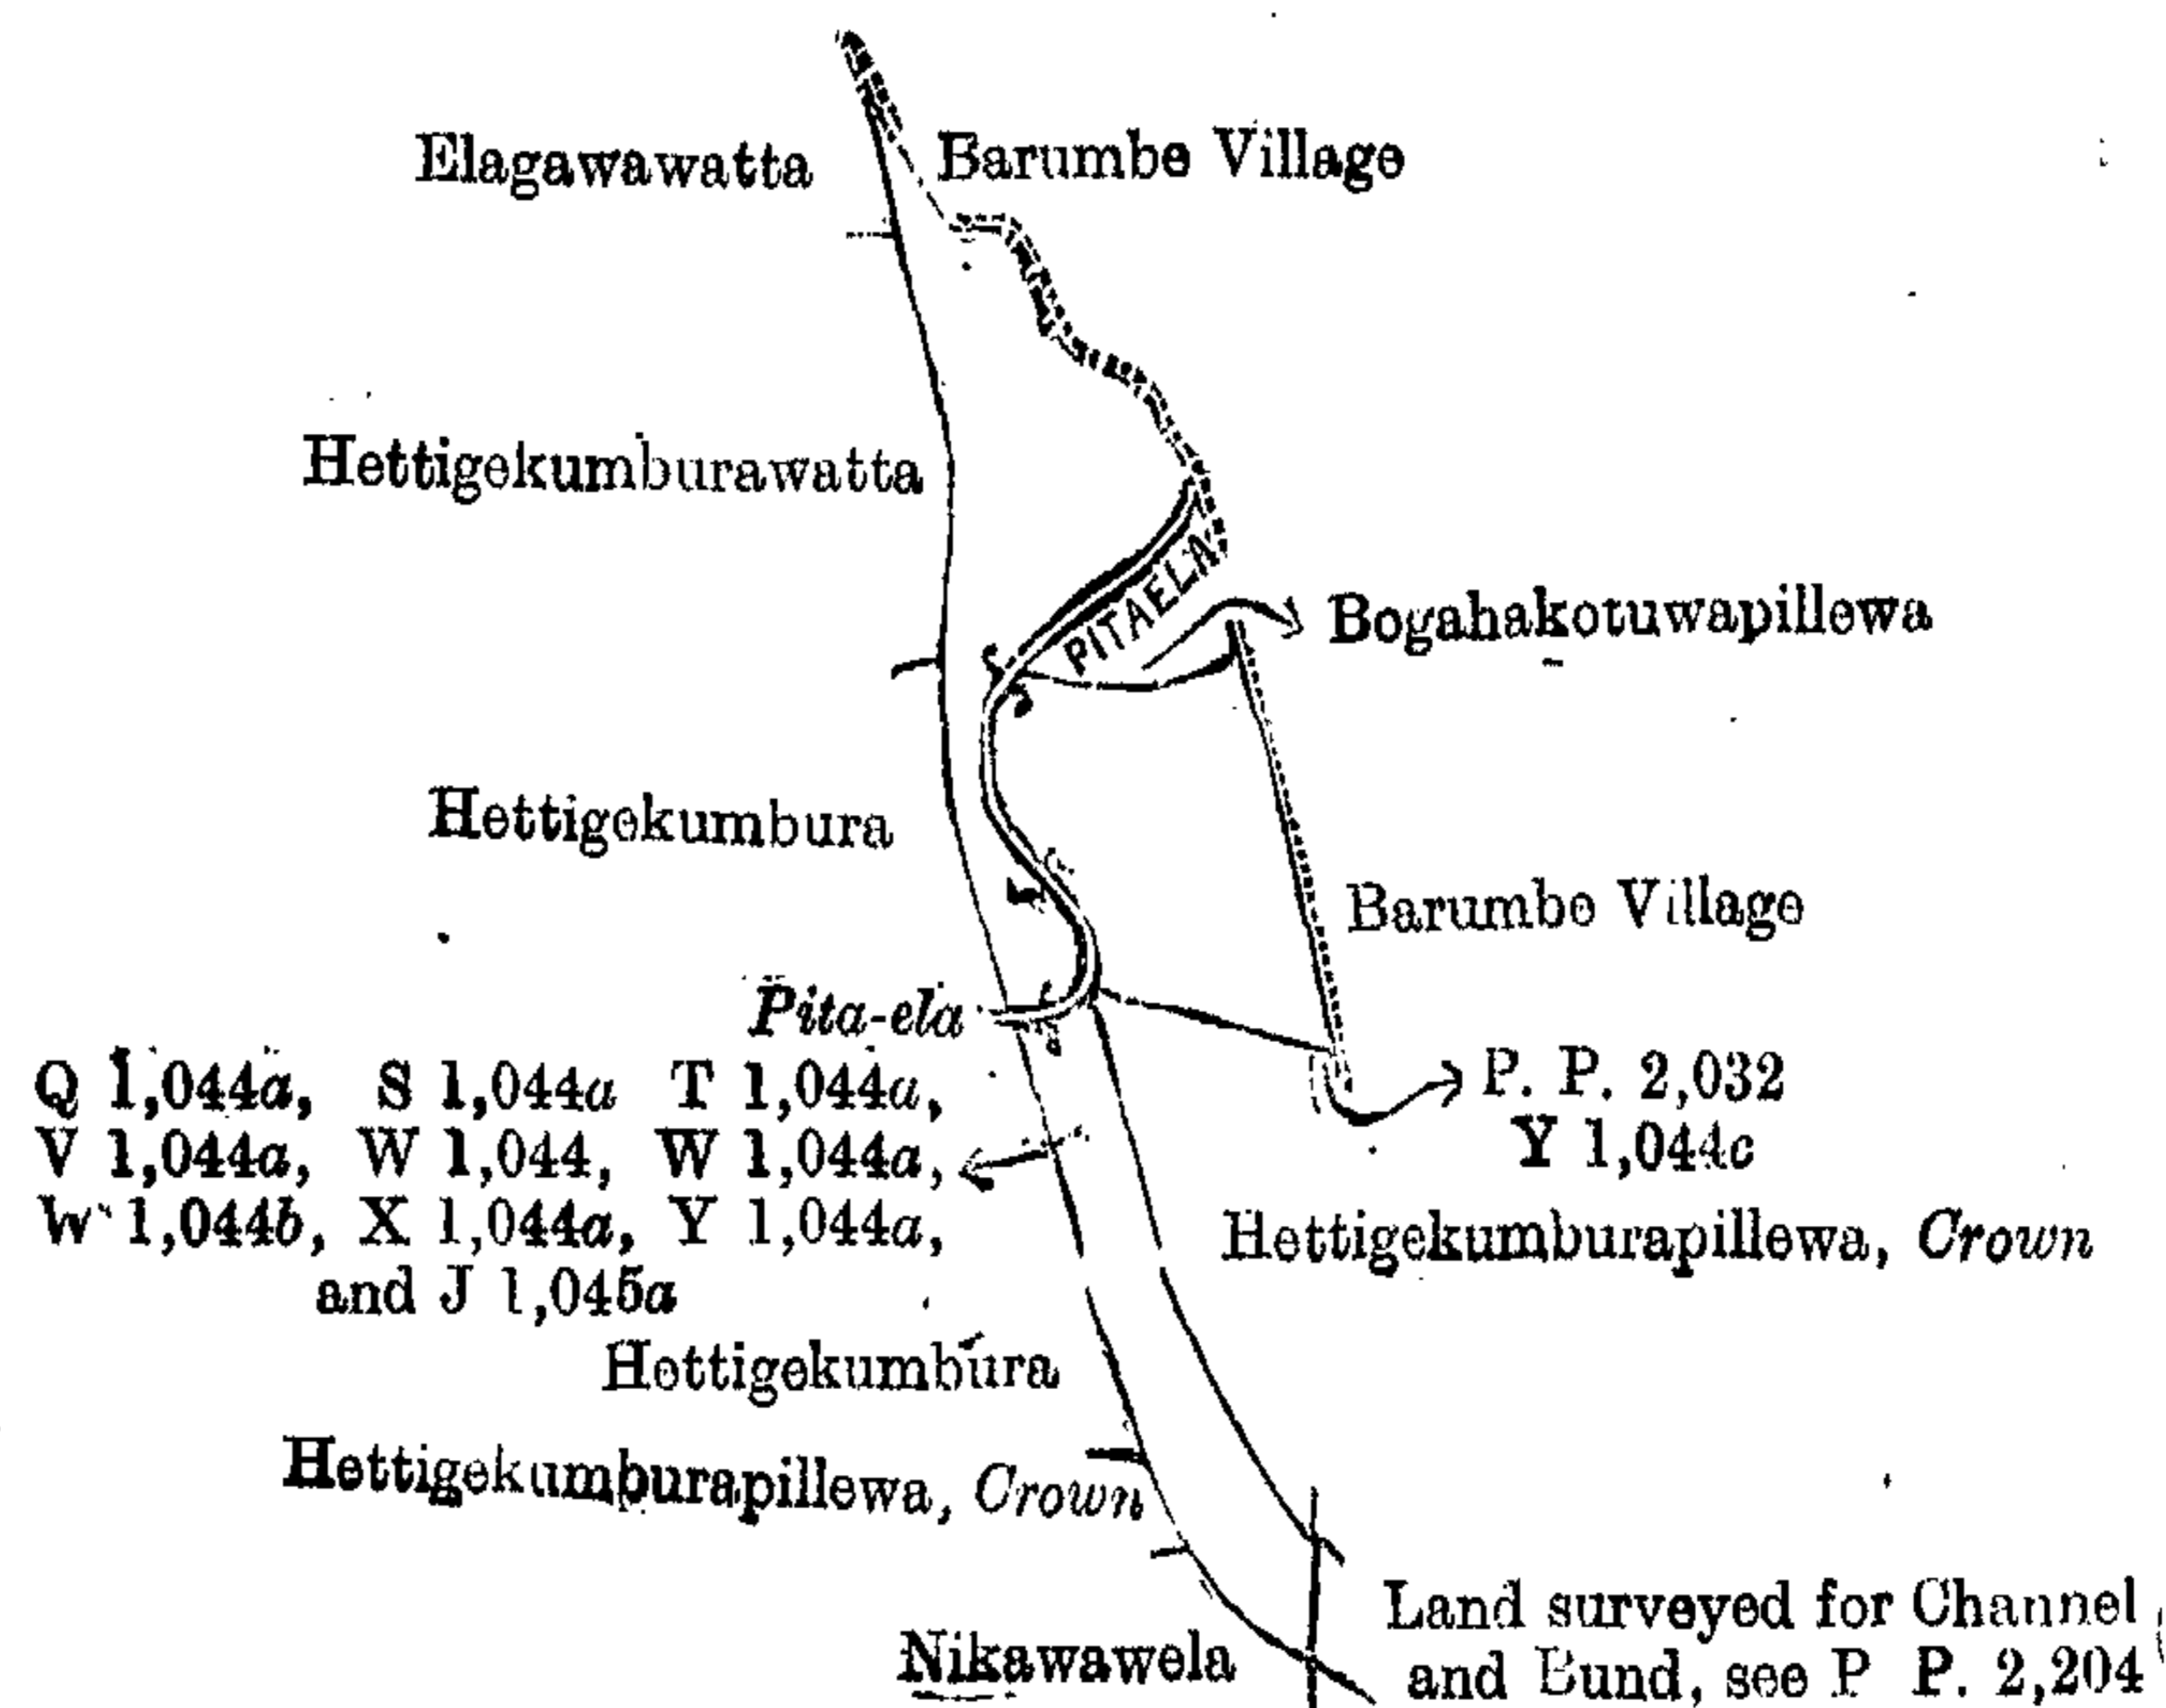 Elagawawatta
Barumbe Village
Hettigekumburawatta
PITAELA
Bogahakotuwapillewa
Hettigekumbura
Barumbe Village
Pita-ela
Q 1,044a, S 1,044a T 1,044a,
V 1,044a, W 1,044, W 1,044a,
W 1,044b, X 1,044a, Y 1,044a,
and J 1,045a
P. P. 2,032
Y 1,044c
Hettigekumburapillewa, Crown
Hettigekumbura
Hettigekumburapillewa, Crown
Nikawawela
Land surveyed for Channel
and Bund, see P P. 2,204